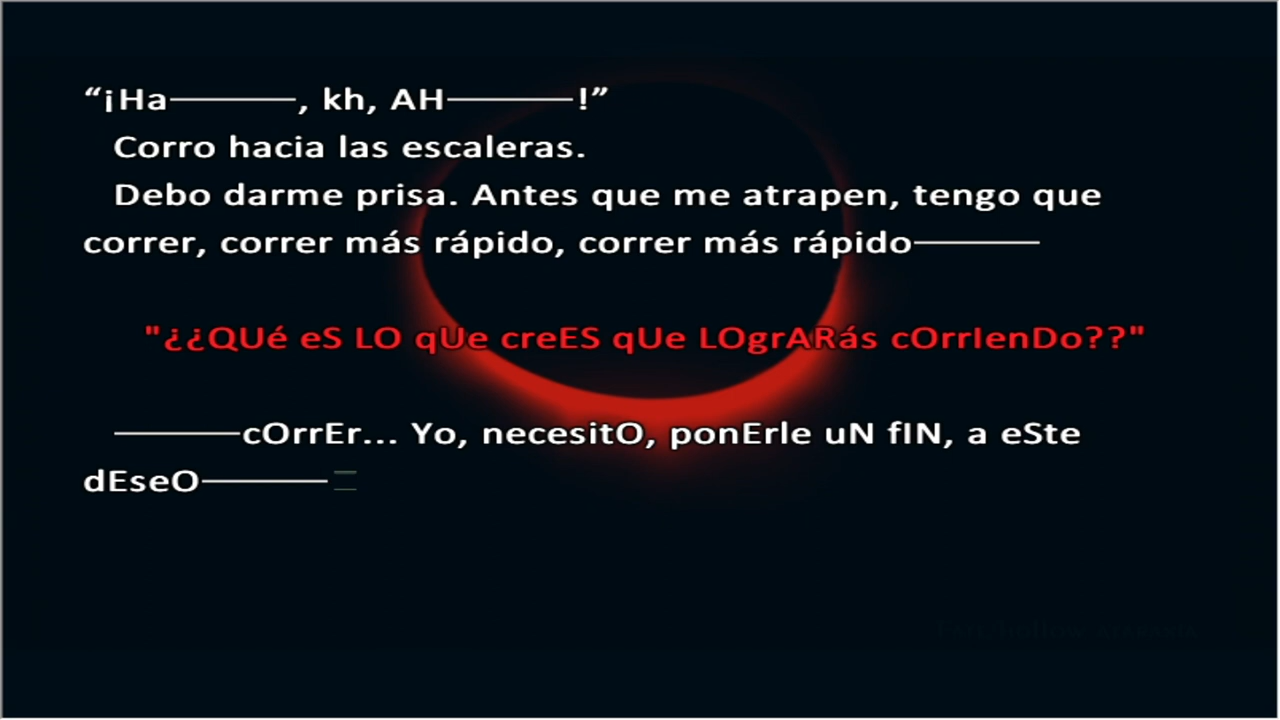 “¡Ha―――, kh, AH―――!”
Corro hacia las escaleras.
Debo darme prisa. Antes que me atrapen, tengo que
correr, correr más rápido, correr más rápido―――
"¿¿QUé eS LO qUe creES qUe LOgrARás cOrrIenDo??"
―――cOrrEr... Yo, necesitO, ponErle uN fIN, a eSte
dEseO―――